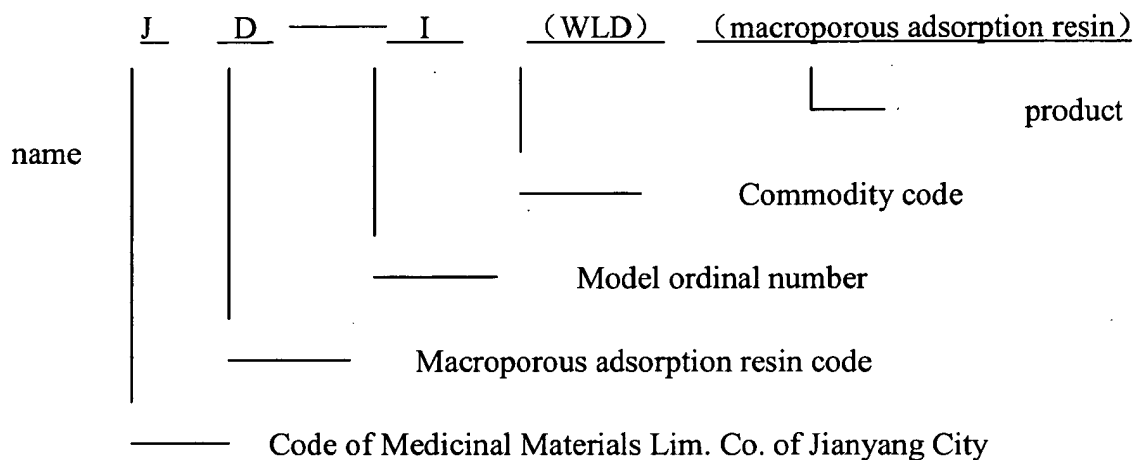 J D —— I (WLD) (macroporous adsorption resin)
product
name
Commodity code
Model ordinal number
Macroporous adsorption resin code
Code of Medicinal Materials Lim. Co. of Jianyang City